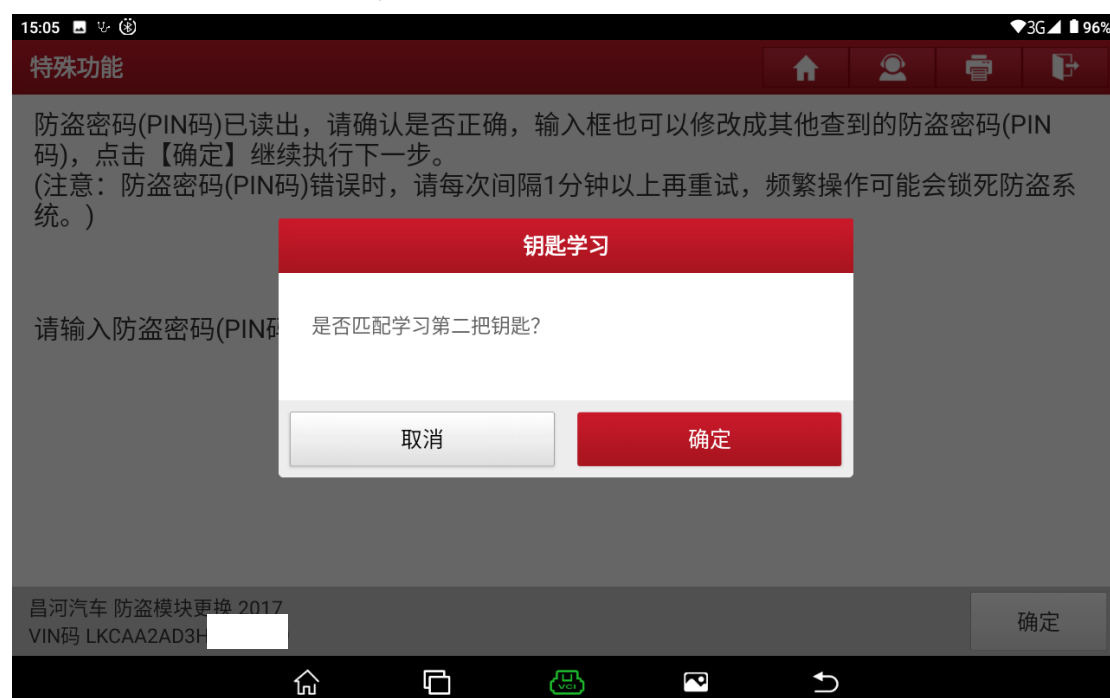 15:05
3G 96%
特殊功能
防盗密码(PIN码)已读出，请确认是否正确，输入框也可以修改成其他查到的防盗密码(PIN
码)，点击【确定】继续执行下一步。
(注意：防盗密码(PIN码)错误时，请每次间隔1分钟以上再重试，频繁操作可能会锁死防盗系
统。)
钥匙学习
请输入防盗密码(PIN码
是否匹配学习第二把钥匙?
取消
确定
昌河汽车 防盗模块更换 2017
VIN码 LKCAA2AD3H
确定
VCI